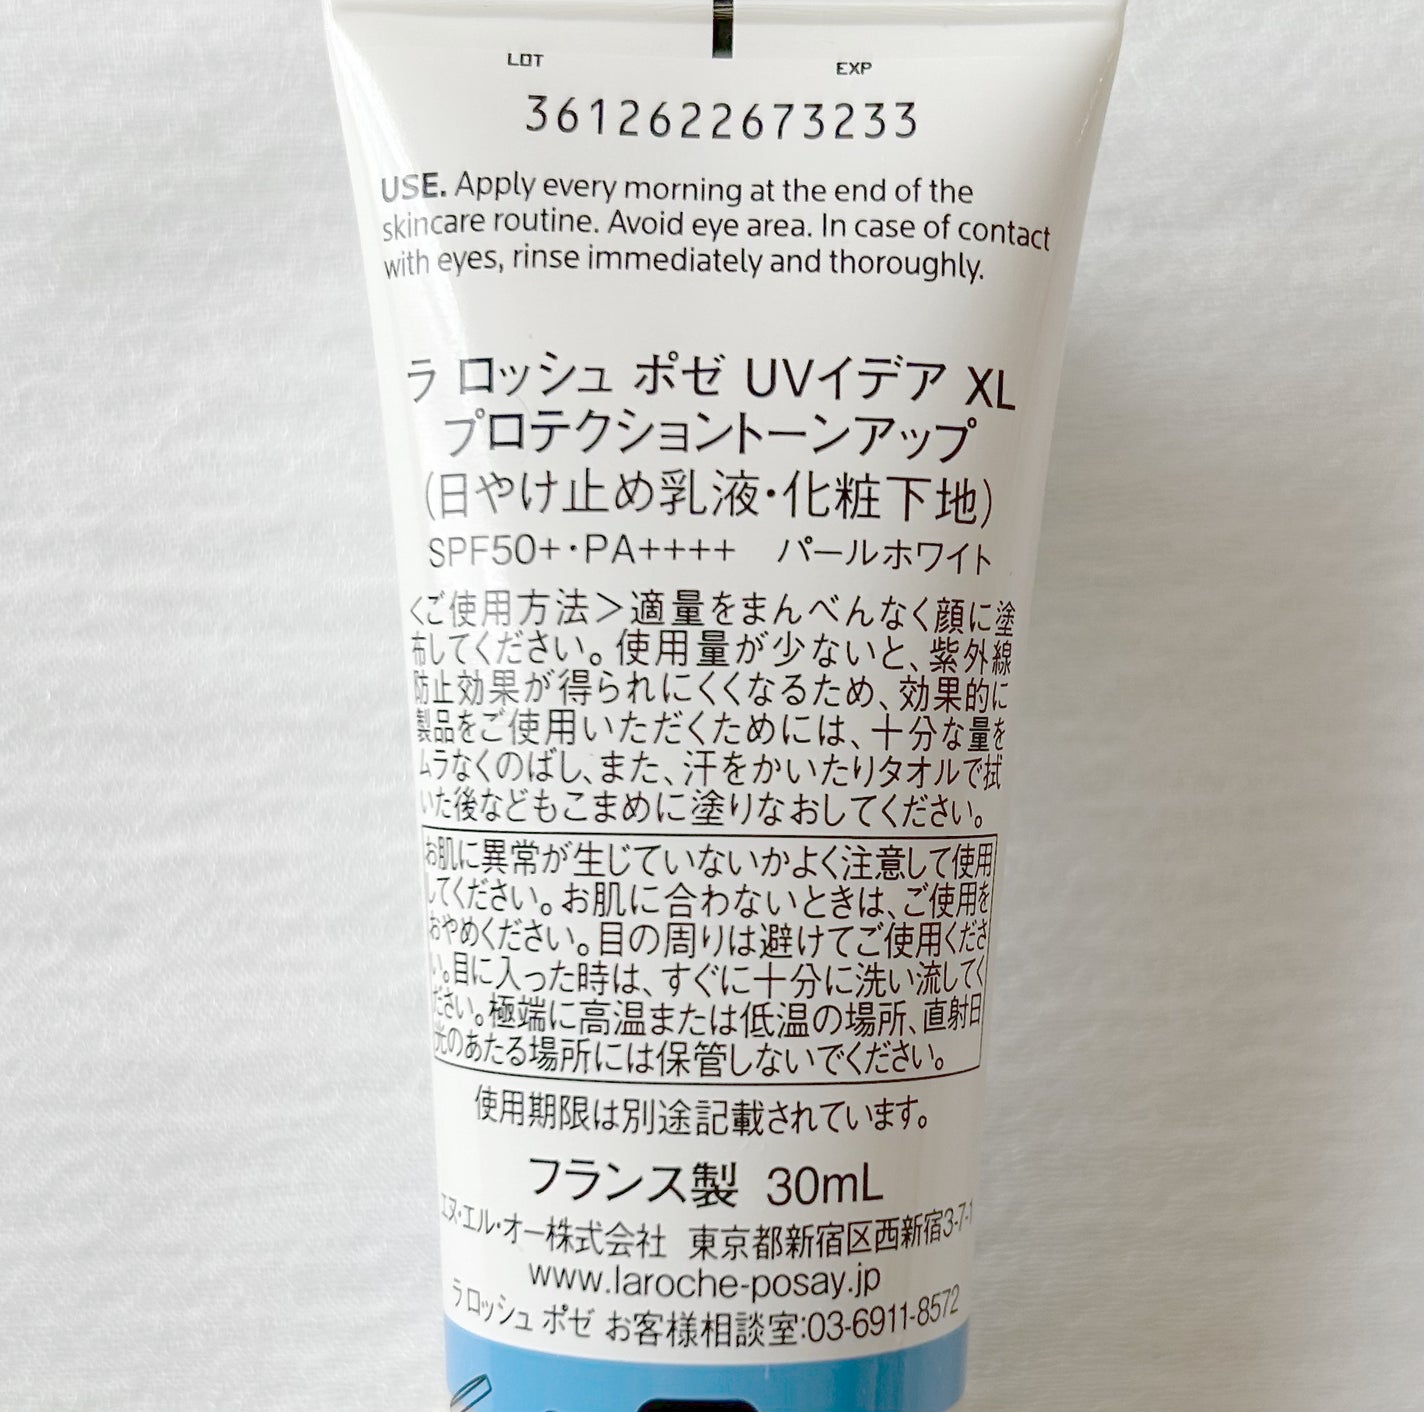 LOT EXP
3612622673233
USE. Apply every morning at the end of the
skincare routine. Avoid eye area. In case of contact
with eyes, rinse immediately and thoroughly.
ラ ロッシュ ポゼ UVイデア XL
プロテクショントーンアップ
(日やけ止め乳液・化粧下地)
SPF50+・PA++++ パールホワイト
<ご使用方法>適量をまんべんなく顔に塗
布してください。使用量が少ないと、紫外線
防止効果が得られにくくなるため、効果的に
製品をご使用いただくためには、十分な量を
ムラなくのばし、また、汗をかいたりタオルで拭
いた後などもこまめに塗りなおしてください。
お肌に異常が生じていないかよく注意して使用
してください。お肌に合わないときは、ご使用を
おやめください。目の周りは避けてご使用くださ
い。目に入った時は、すぐに十分に洗い流してく
ださい。極端に高温または低温の場所、直射日
光のあたる場所には保管しないでください。
使用期限は別途記載されています。
フランス製 30mL
エヌ・エル・オー株式会社 東京都新宿区西新宿3-7-1
www.laroche-posay.jp
ラ ロッシュ ポゼ お客様相談室:03-6911-8572